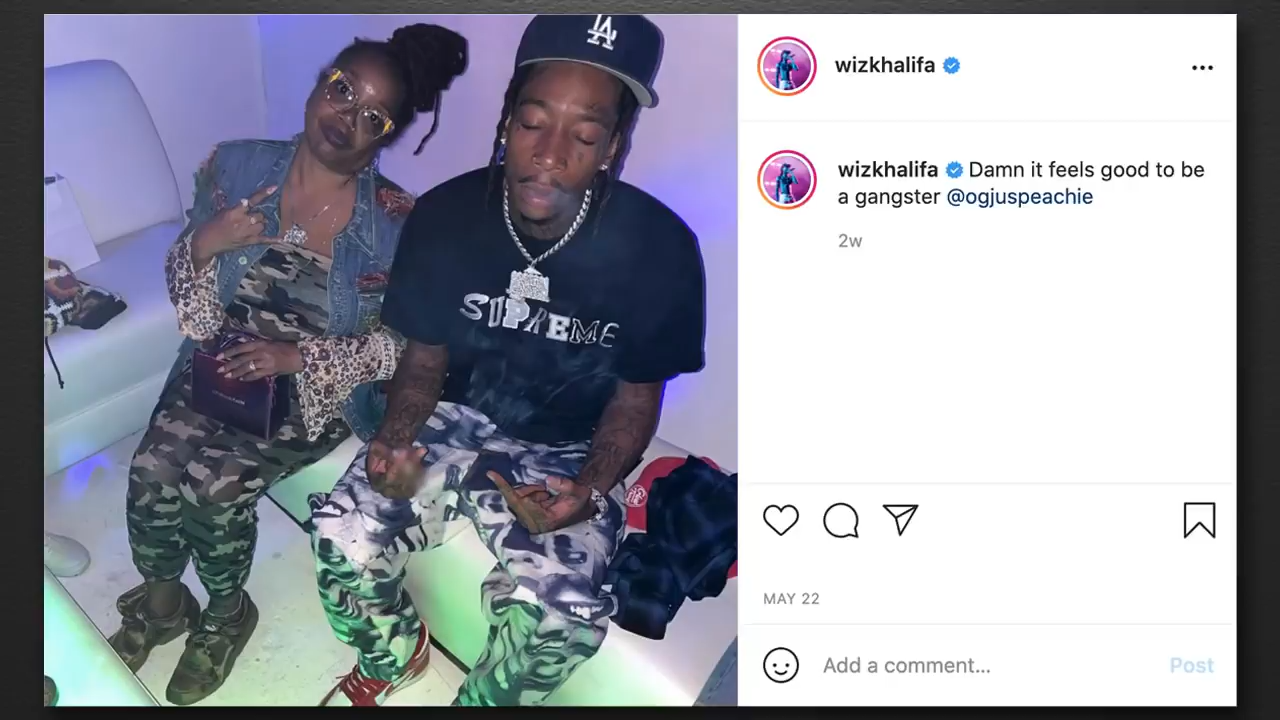 LA
SUPREME
wizkhalifa
wizkhalifa Damn it feels good to be
a gangster @ogjuspeachie
2w
MAY 22
Add a comment...
Post